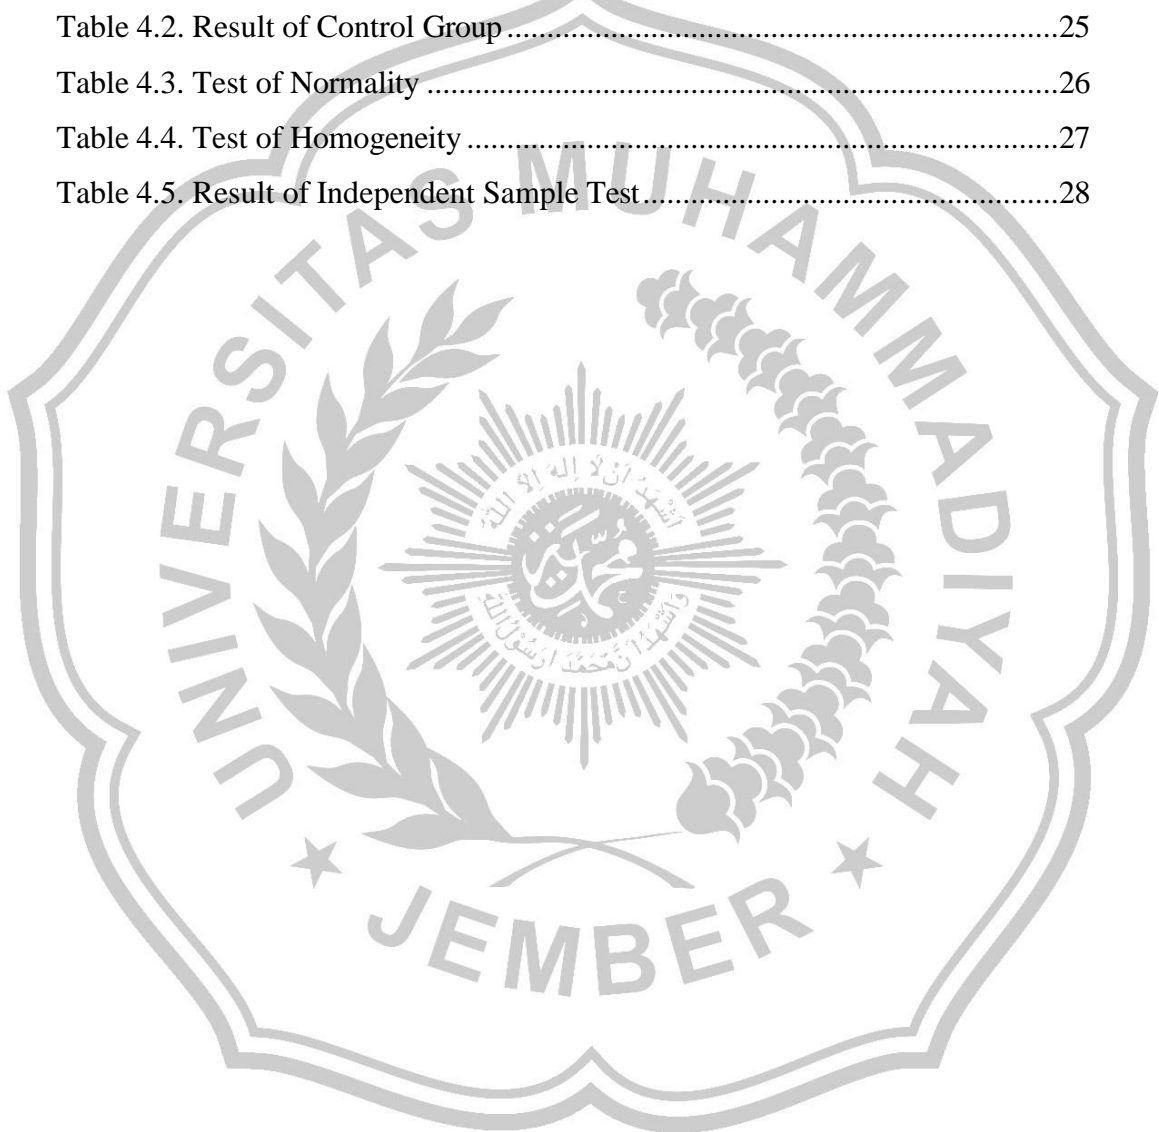 Table 4.2. Result of Control Group....................................................................25
Table 4.3. Test of Normality..............................................................................26
Table 4.4. Test of Homogeneity.........................................................................27
Table 4.5. Result of Independent Sample Test...................................................28
UNIVERSITAS MUHAMMADIYAH
JEMBER